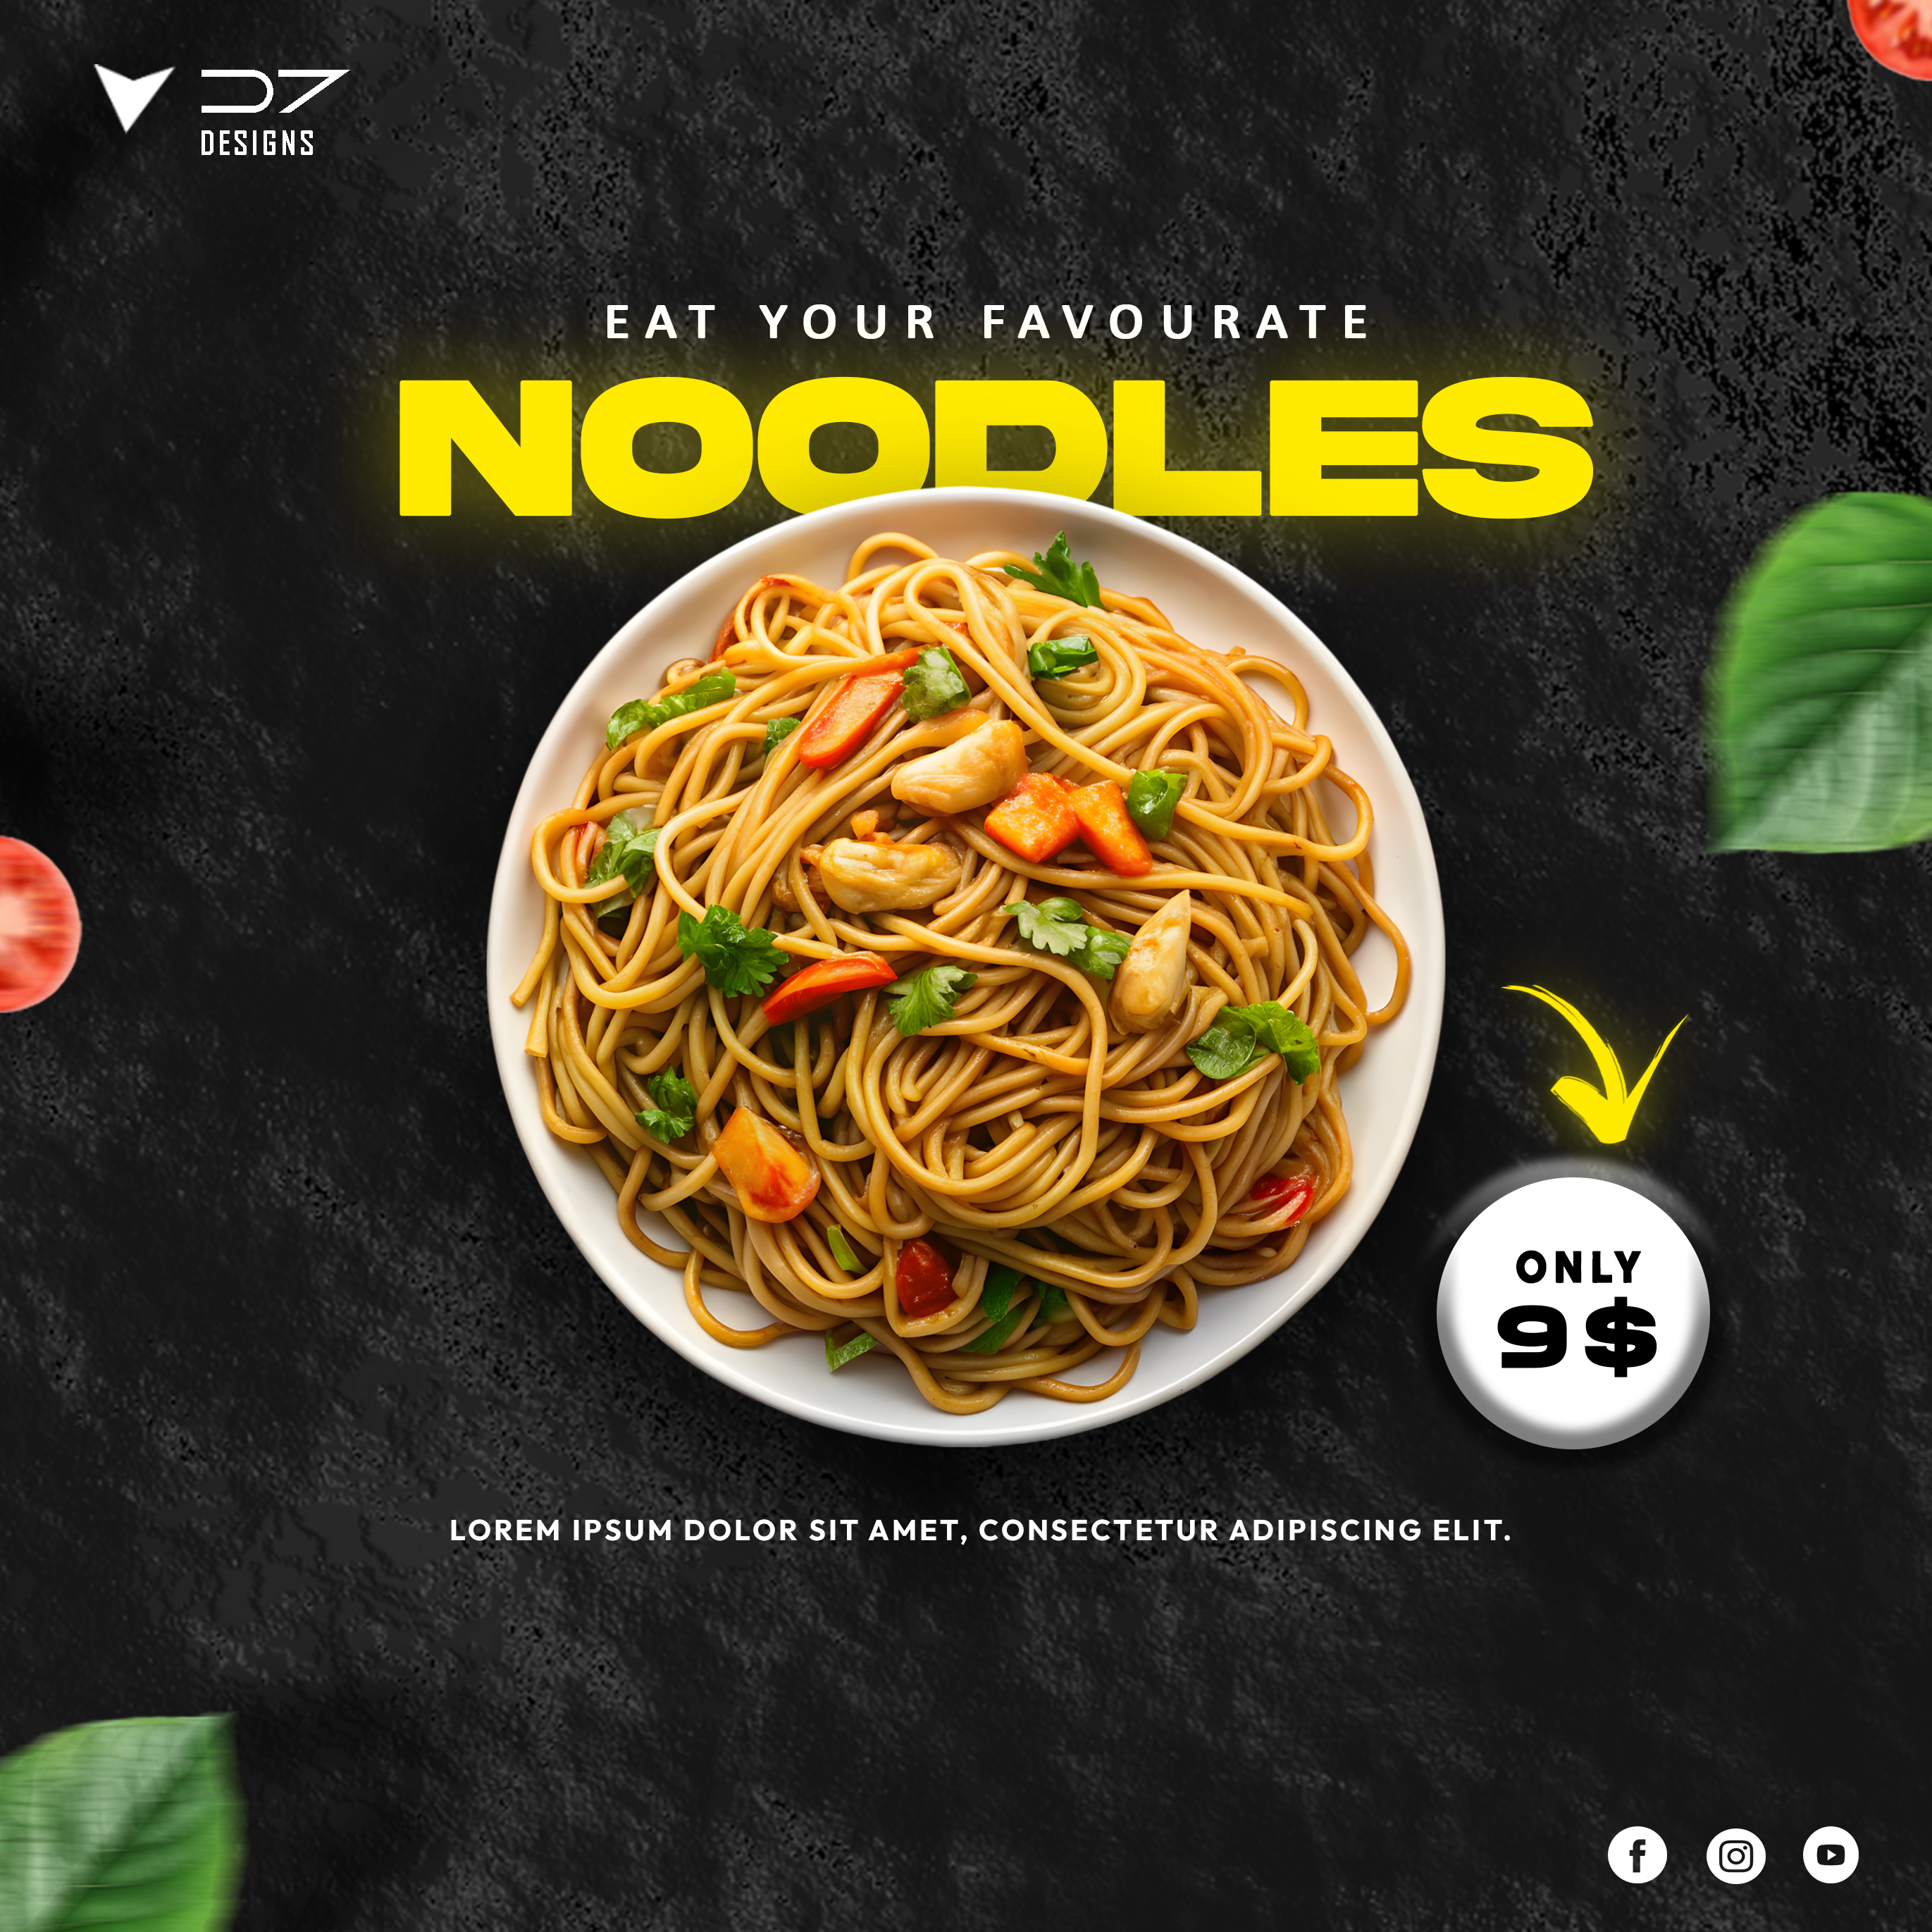 D7
DESIGNS
EAT YOUR FAVOURATE
NOODLES
ONLY
9$
LOREM IPSUM DOLOR SIT AMET, CONSECTETUR ADIPISCING ELIT.